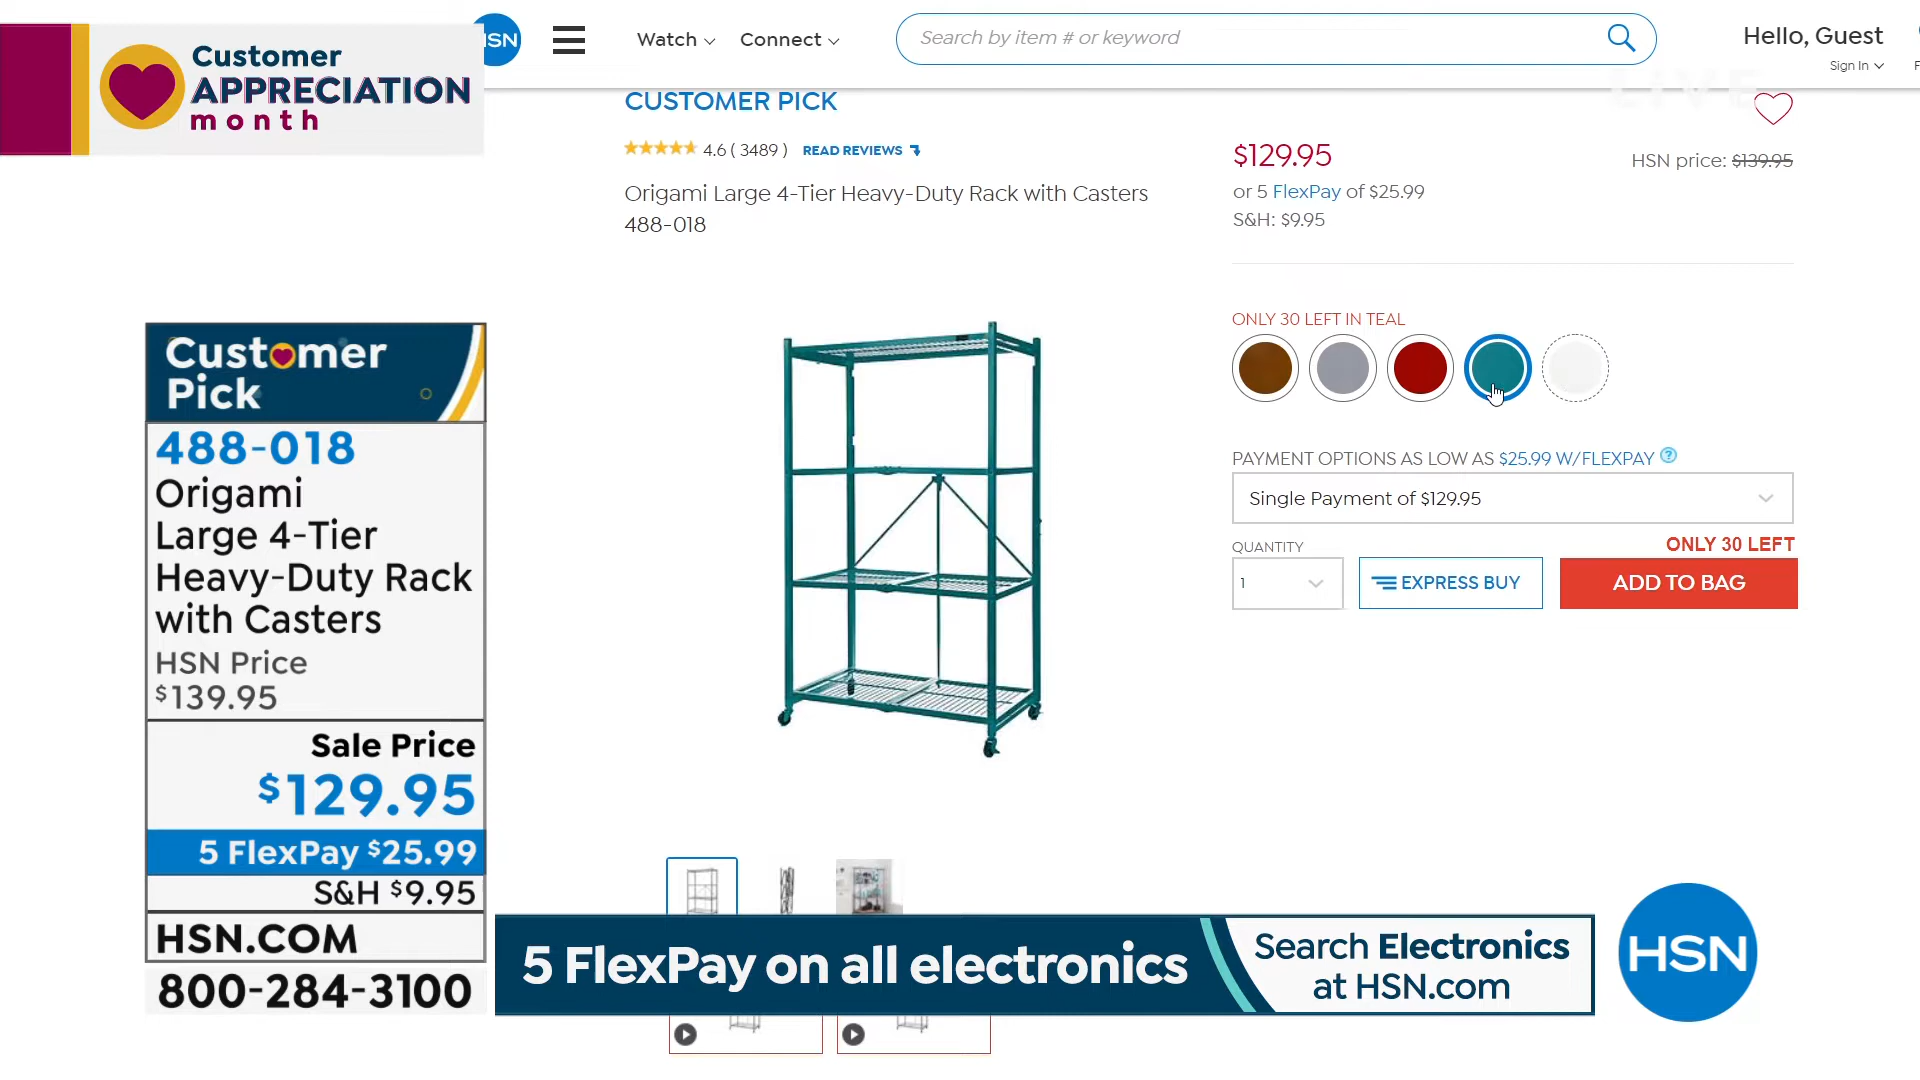 Customer
APPRECIATION
month
HSN
Watch
Connect
Search by item # or keyword
Hello, Guest
Sign In
F
LIVE
CUSTOMER PICK
4.6 ( 3489 ) READ REVIEWS
Origami Large 4-Tier Heavy-Duty Rack with Casters
488-018
$129.95
HSN price: $139.95
or 5 FlexPay of $25.99
S&H: $9.95
ONLY 30 LEFT IN TEAL
PAYMENT OPTIONS AS LOW AS $25.99 W/FLEXPAY ?
Single Payment of $129.95
ONLY 30 LEFT
QUANTITY
1
EXPRESS BUY
ADD TO BAG
Customer
Pick
488-018
Origami
Large 4-Tier
Heavy-Duty Rack
with Casters
HSN Price
$139.95
Sale Price
$129.95
5 FlexPay $25.99
S&H $9.95
HSN.COM
800-284-3100
5 FlexPay on all electronics
Search Electronics
at HSN.com
HSN